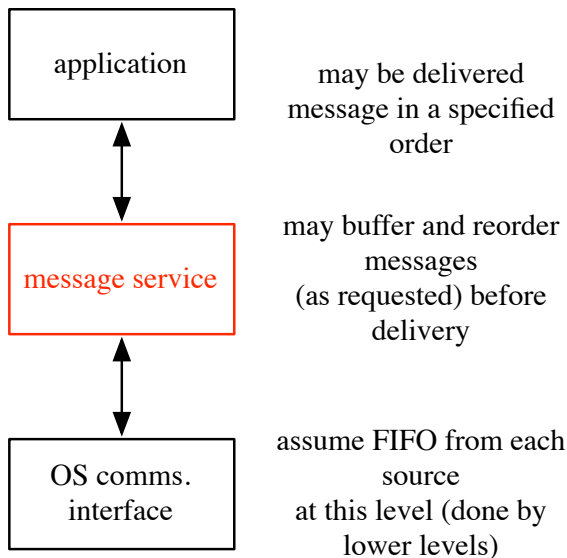 application
may be delivered
message in a specified
order
message service
may buffer and reorder
messages
(as requested) before
delivery
OS comms.
interface
assume FIFO from each
source
at this level (done by
lower levels)